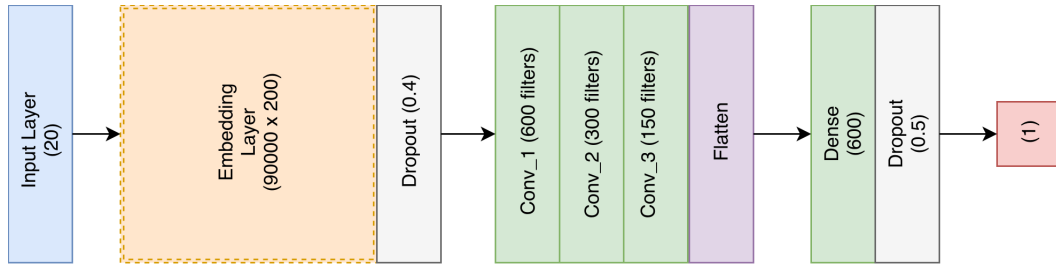 Input Layer
(20)
Embedding
Layer
(90000 x 200)
Dropout (0.4)
Conv_1 (600 filters)
Conv_2 (300 filters)
Conv_3 (150 filters)
Flatten
Dense
(600)
Dropout
(0.5)
(1)